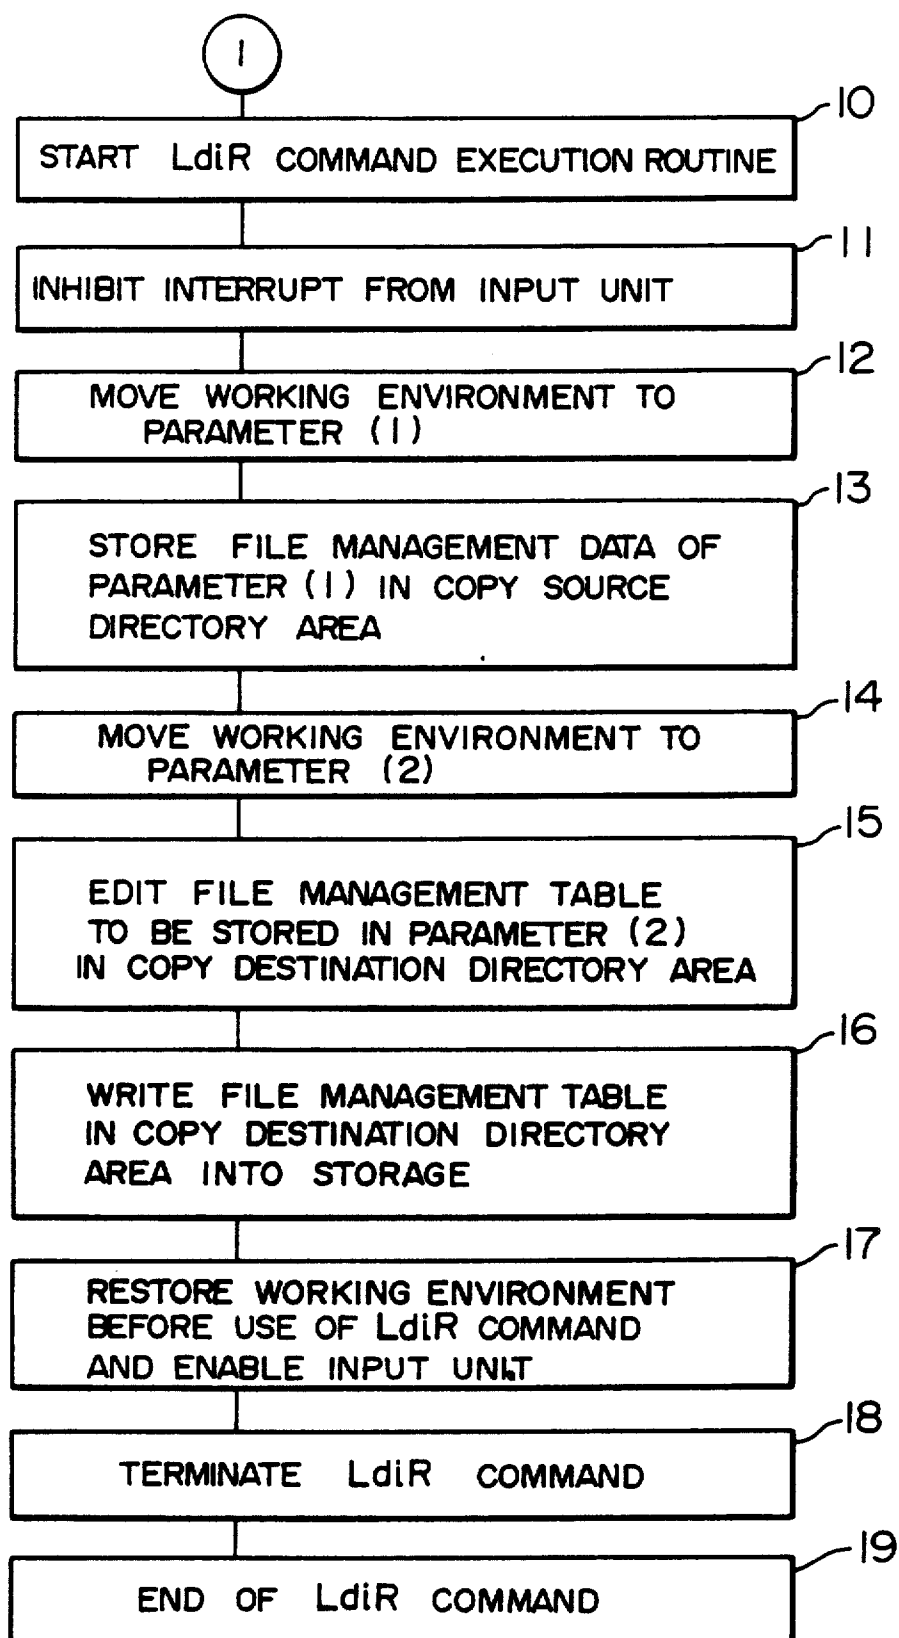 1
10
START LdiR COMMAND EXECUTION ROUTINE
11
INHIBIT INTERRUPT FROM INPUT UNIT
12
MOVE WORKING ENVIRONMENT TO
PARAMETER (1)
13
STORE FILE MANAGEMENT DATA OF
PARAMETER (1) IN COPY SOURCE
DIRECTORY AREA
14
MOVE WORKING ENVIRONMENT TO
PARAMETER (2)
15
EDIT FILE MANAGEMENT TABLE
TO BE STORED IN PARAMETER (2)
IN COPY DESTINATION DIRECTORY AREA
16
WRITE FILE MANAGEMENT TABLE
IN COPY DESTINATION DIRECTORY
AREA INTO STORAGE
17
RESTORE WORKING ENVIRONMENT
BEFORE USE OF LdiR COMMAND
AND ENABLE INPUT UNIT
18
TERMINATE LdiR COMMAND
19
END OF LdiR COMMAND